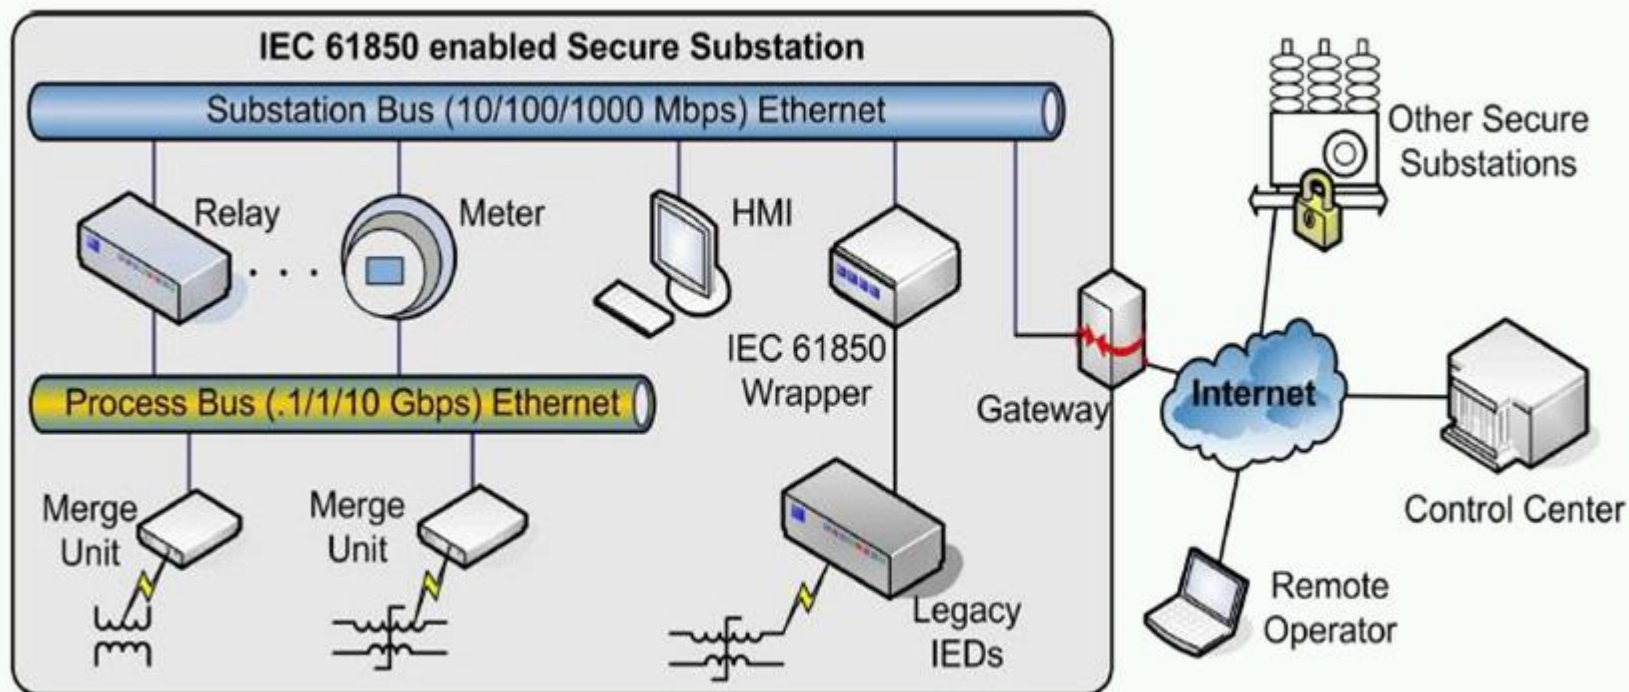 IEC 61850 enabled Secure Substation
Substation Bus (10/100/1000 Mbps) Ethernet
Other Secure
Substations
Relay
Meter
HMI
IEC 61850
Wrapper
Gateway
Internet
Process Bus (.1/1/10 Gbps) Ethernet
Control Center
Merge
Unit
Merge
Unit
Legacy
IEDs
Remote
Operator